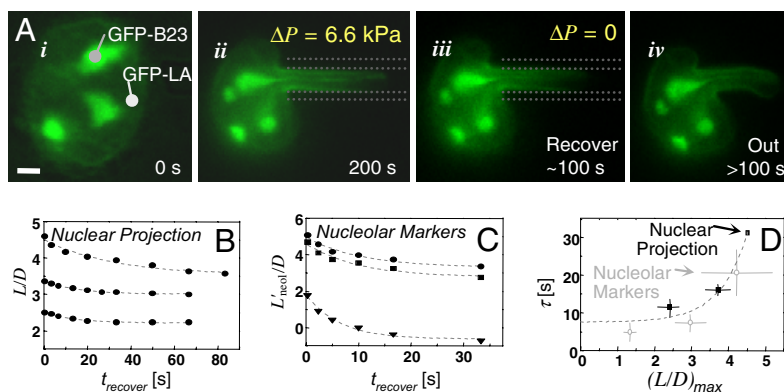 A
i
GFP-B23
GFP-LA
0 s
ii
ΔP = 6.6 kPa
200 s
iii
ΔP = 0
Recover
~100 s
iv
Out
>100 s
B
Nuclear Projection
L/D
5
4
3
2
0 20 40 60 80
t_recover [s]
C
Nucleolar Markers
L'_neol/D
6
4
2
0
0 10 20 30
t_recover [s]
D
Nuclear
Projection
Nucleolar
Markers
τ [s]
30
20
10
0
0 1 2 3 4 5
(L/D)_max